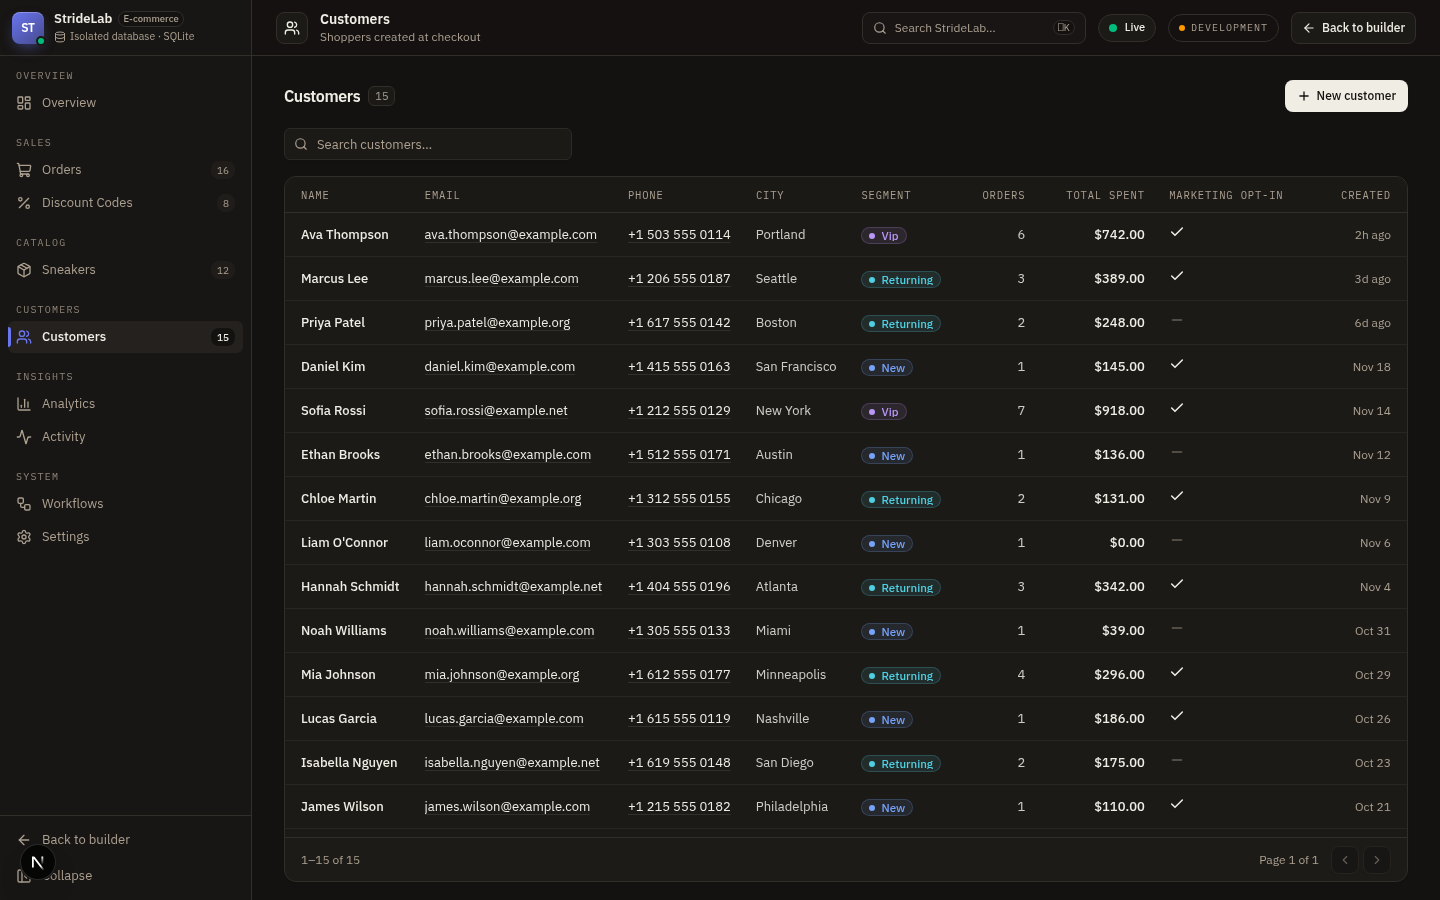 ST
StrideLab E-commerce
Isolated database · SQLite
OVERVIEW
Overview
SALES
Orders 16
Discount Codes 8
CATALOG
Sneakers 12
CUSTOMERS
Customers 15
INSIGHTS
Analytics
Activity
SYSTEM
Workflows
Settings
Back to builder
N
Customers
Shoppers created at checkout
Search StrideLab...
Live
DEVELOPMENT
Back to builder
Customers 15
New customer
Search customers...
NAME EMAIL PHONE CITY SEGMENT ORDERS TOTAL SPENT MARKETING OPT-IN CREATED
Ava Thompson ava.thompson@example.com +1 503 555 0114 Portland Vip 6 $742.00 2h ago
Marcus Lee marcus.lee@example.com +1 206 555 0187 Seattle Returning 3 $389.00 3d ago
Priya Patel priya.patel@example.org +1 617 555 0142 Boston Returning 2 $248.00 — 6d ago
Daniel Kim daniel.kim@example.com +1 415 555 0163 San Francisco New 1 $145.00 Nov 18
Sofia Rossi sofia.rossi@example.net +1 212 555 0129 New York Vip 7 $918.00 Nov 14
Ethan Brooks ethan.brooks@example.com +1 512 555 0171 Austin New 1 $136.00 — Nov 12
Chloe Martin chloe.martin@example.org +1 312 555 0155 Chicago Returning 2 $131.00 Nov 9
Liam O'Connor liam.oconnor@example.com +1 303 555 0108 Denver New 1 $0.00 — Nov 6
Hannah Schmidt hannah.schmidt@example.net +1 404 555 0196 Atlanta Returning 3 $342.00 Nov 4
Noah Williams noah.williams@example.com +1 305 555 0133 Miami New 1 $39.00 — Oct 31
Mia Johnson mia.johnson@example.org +1 612 555 0177 Minneapolis Returning 4 $296.00 Oct 29
Lucas Garcia lucas.garcia@example.com +1 615 555 0119 Nashville New 1 $186.00 Oct 26
Isabella Nguyen isabella.nguyen@example.net +1 619 555 0148 San Diego Returning 2 $175.00 — Oct 23
James Wilson james.wilson@example.com +1 215 555 0182 Philadelphia New 1 $110.00 Oct 21
1–15 of 15
Page 1 of 1